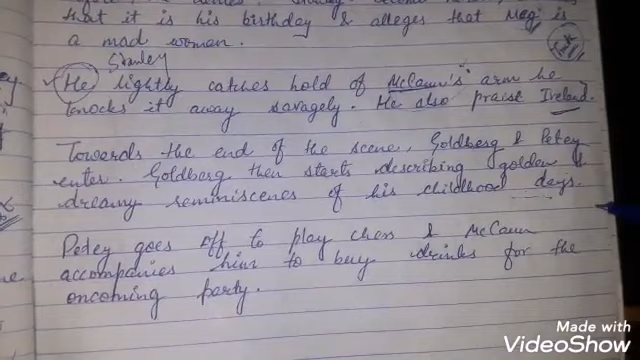 that it is his birthday & alleges that Meg is
a mad woman.
Stanley
He lightly catches hold of McCann's arm he
knocks it away savagely. He also praise Ireland.
Towards the end of the scene, Goldberg & Petey
enter. Goldberg then starts describing golden &
dreamy reminiscenes of his childhood days.
Petey goes off to play chess & McCann
accompanies him to buy drinks for the
oncoming party.
Made with
VideoShow